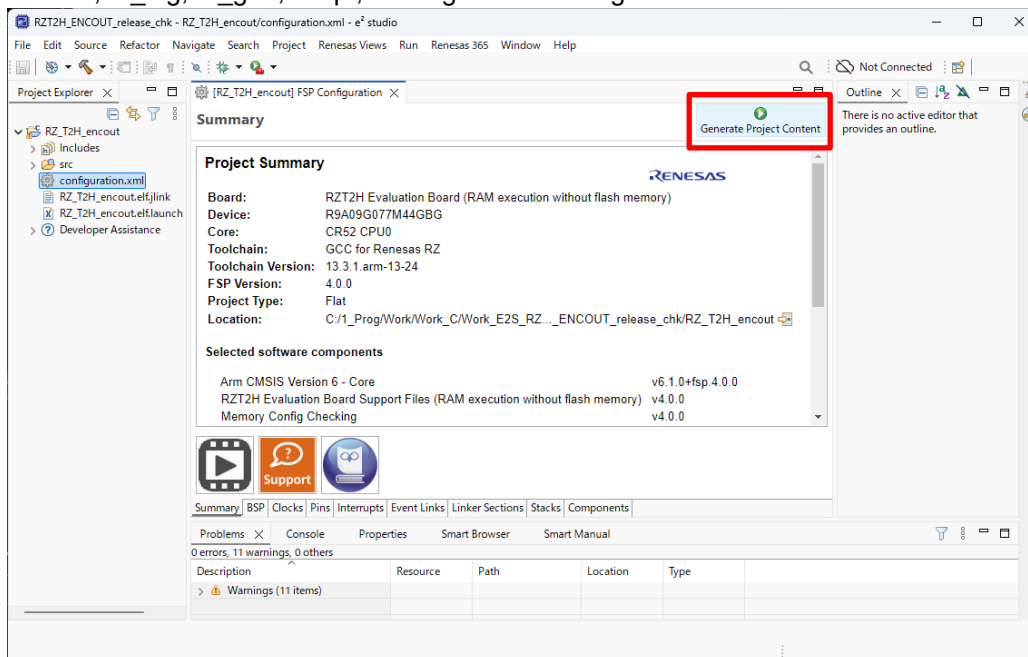 RZT2H_ENCOUT_release_chk - RZ_T2H_encout/configuration.xml - e² studio
File Edit Source Refactor Navigate Search Project Renesas Views Run Renesas 365 Window Help
Not Connected
Project Explorer
[RZ_T2H_encout] FSP Configuration
Outline
RZ_T2H_encout
Includes
src
configuration.xml
RZ_T2H_encout.elf.jlink
RZ_T2H_encout.elf.launch
Developer Assistance
Summary
Generate Project Content
There is no active editor that
provides an outline.
Project Summary
RENESAS
Board: RZT2H Evaluation Board (RAM execution without flash memory)
Device: R9A09G077M44GBG
Core: CR52 CPU0
Toolchain: GCC for Renesas RZ
Toolchain Version: 13.3.1.arm-13-24
FSP Version: 4.0.0
Project Type: Flat
Location: C:/1_Prog/Work/Work_C/Work_E2S_RZ..._ENCOUT_release_chk/RZ_T2H_encout
Selected software components
Arm CMSIS Version 6 - Core v6.1.0+fsp.4.0.0
RZT2H Evaluation Board Support Files (RAM execution without flash memory) v4.0.0
Memory Config Checking v4.0.0
Support
Summary BSP Clocks Pins Interrupts Event Links Linker Sections Stacks Components
Problems Console Properties Smart Browser Smart Manual
0 errors, 11 warnings, 0 others
Description Resource Path Location Type
Warnings (11 items)